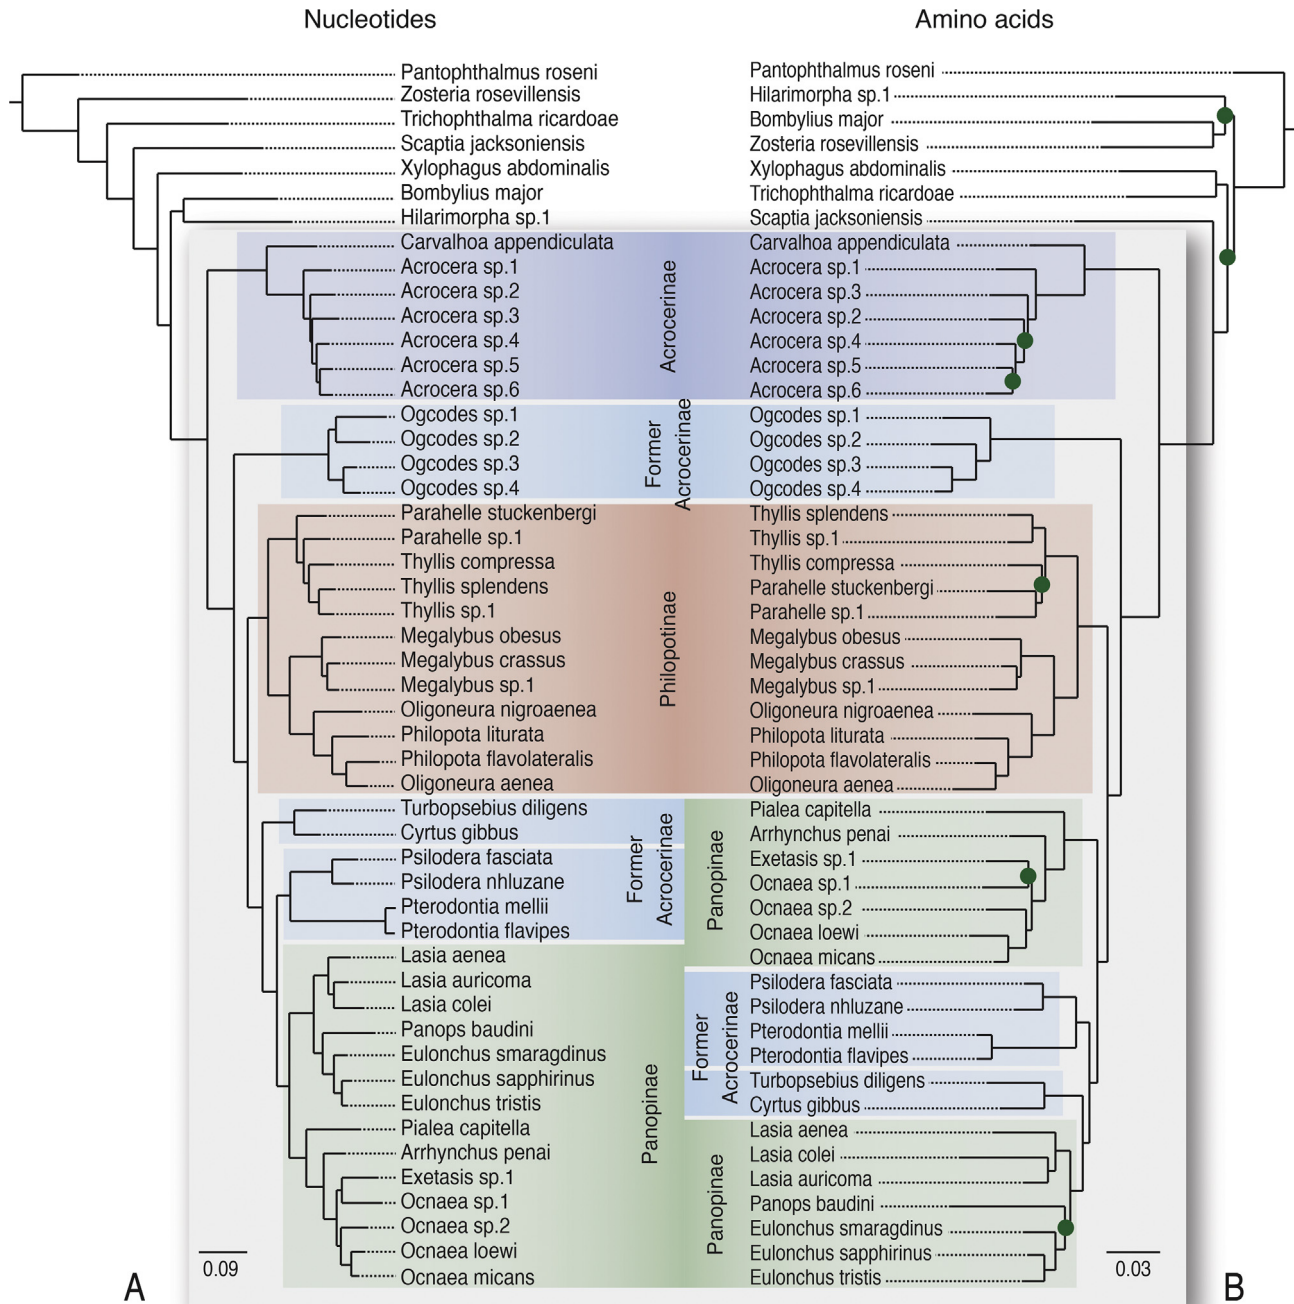 Nucleotides
Pantophthalmus roseni
Zosteria rosevillensis
Trichophthalma ricardoae
Scaptia jacksoniensis
Xylophagus abdominalis
Bombylius major
Hilarimorpha sp.1
Carvalhoa appendiculata
Acrocera sp.1
Acrocera sp.2
Acrocera sp.3
Acrocera sp.4
Acrocera sp.5
Acrocera sp.6
Ogcodes sp.1
Ogcodes sp.2
Ogcodes sp.3
Ogcodes sp.4
Parahelle stuckenbergi
Parahelle sp.1
Thyllis compressa
Thyllis splendens
Thyllis sp.1
Megalybus obesus
Megalybus crassus
Megalybus sp.1
Oligoneura nigroaenea
Philopota liturata
Philopota flavolateralis
Oligoneura aenea
Turbopsebius diligens
Cyrtus gibbus
Psilodera fasciata
Psilodera nhluzane
Pterodontia mellii
Pterodontia flavipes
Lasia aenea
Lasia auricoma
Lasia colei
Panops baudini
Eulonchus smaragdinus
Eulonchus sapphirinus
Eulonchus tristis
Pialea capitella
Arrhynchus penai
Exetasis sp.1
Ocnaea sp.1
Ocnaea sp.2
Ocnaea loewi
Ocnaea micans
0.09
A
Acrocerinae
Former
Acrocerinae
Philopotinae
Former
Acrocerinae
Panopinae
Panopinae
Former
Acrocerinae
Panopinae
Amino acids
Pantophthalmus roseni
Hilarimorpha sp.1
Bombylius major
Zosteria rosevillensis
Xylophagus abdominalis
Trichophthalma ricardoae
Scaptia jacksoniensis
Carvalhoa appendiculata
Acrocera sp.1
Acrocera sp.3
Acrocera sp.2
Acrocera sp.4
Acrocera sp.5
Acrocera sp.6
Ogcodes sp.1
Ogcodes sp.2
Ogcodes sp.3
Ogcodes sp.4
Thyllis splendens
Thyllis sp.1
Thyllis compressa
Parahelle stuckenbergi
Parahelle sp.1
Megalybus obesus
Megalybus crassus
Megalybus sp.1
Oligoneura nigroaenea
Philopota liturata
Philopota flavolateralis
Oligoneura aenea
Pialea capitella
Arrhynchus penai
Exetasis sp.1
Ocnaea sp.1
Ocnaea sp.2
Ocnaea loewi
Ocnaea micans
Psilodera fasciata
Psilodera nhluzane
Pterodontia mellii
Pterodontia flavipes
Turbopsebius diligens
Cyrtus gibbus
Lasia aenea
Lasia colei
Lasia auricoma
Panops baudini
Eulonchus smaragdinus
Eulonchus sapphirinus
Eulonchus tristis
0.03
B